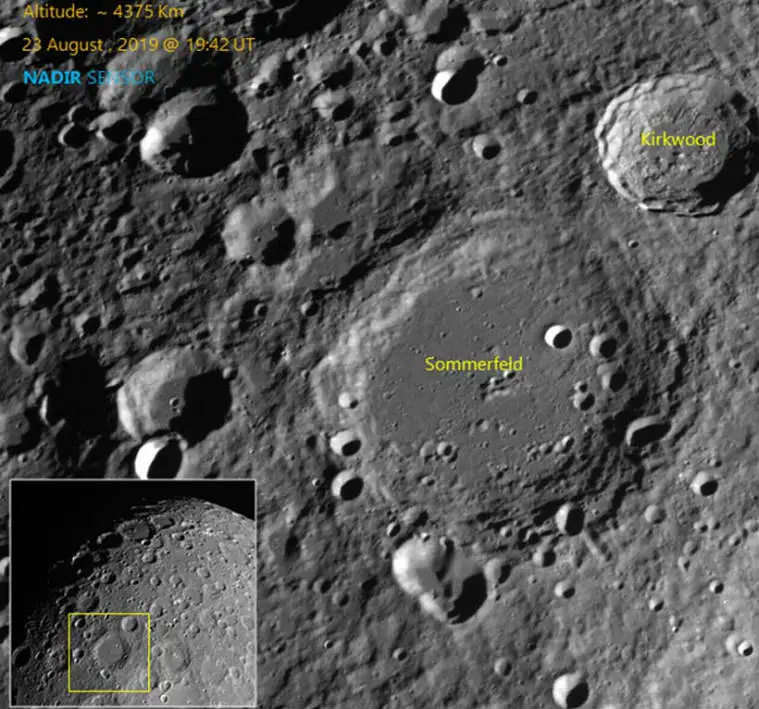 Altitude: ~ 4375 Km
23 August, 2019 @ 19:42 UT
NADIR SENSOR
Kirkwood
Sommerfeld